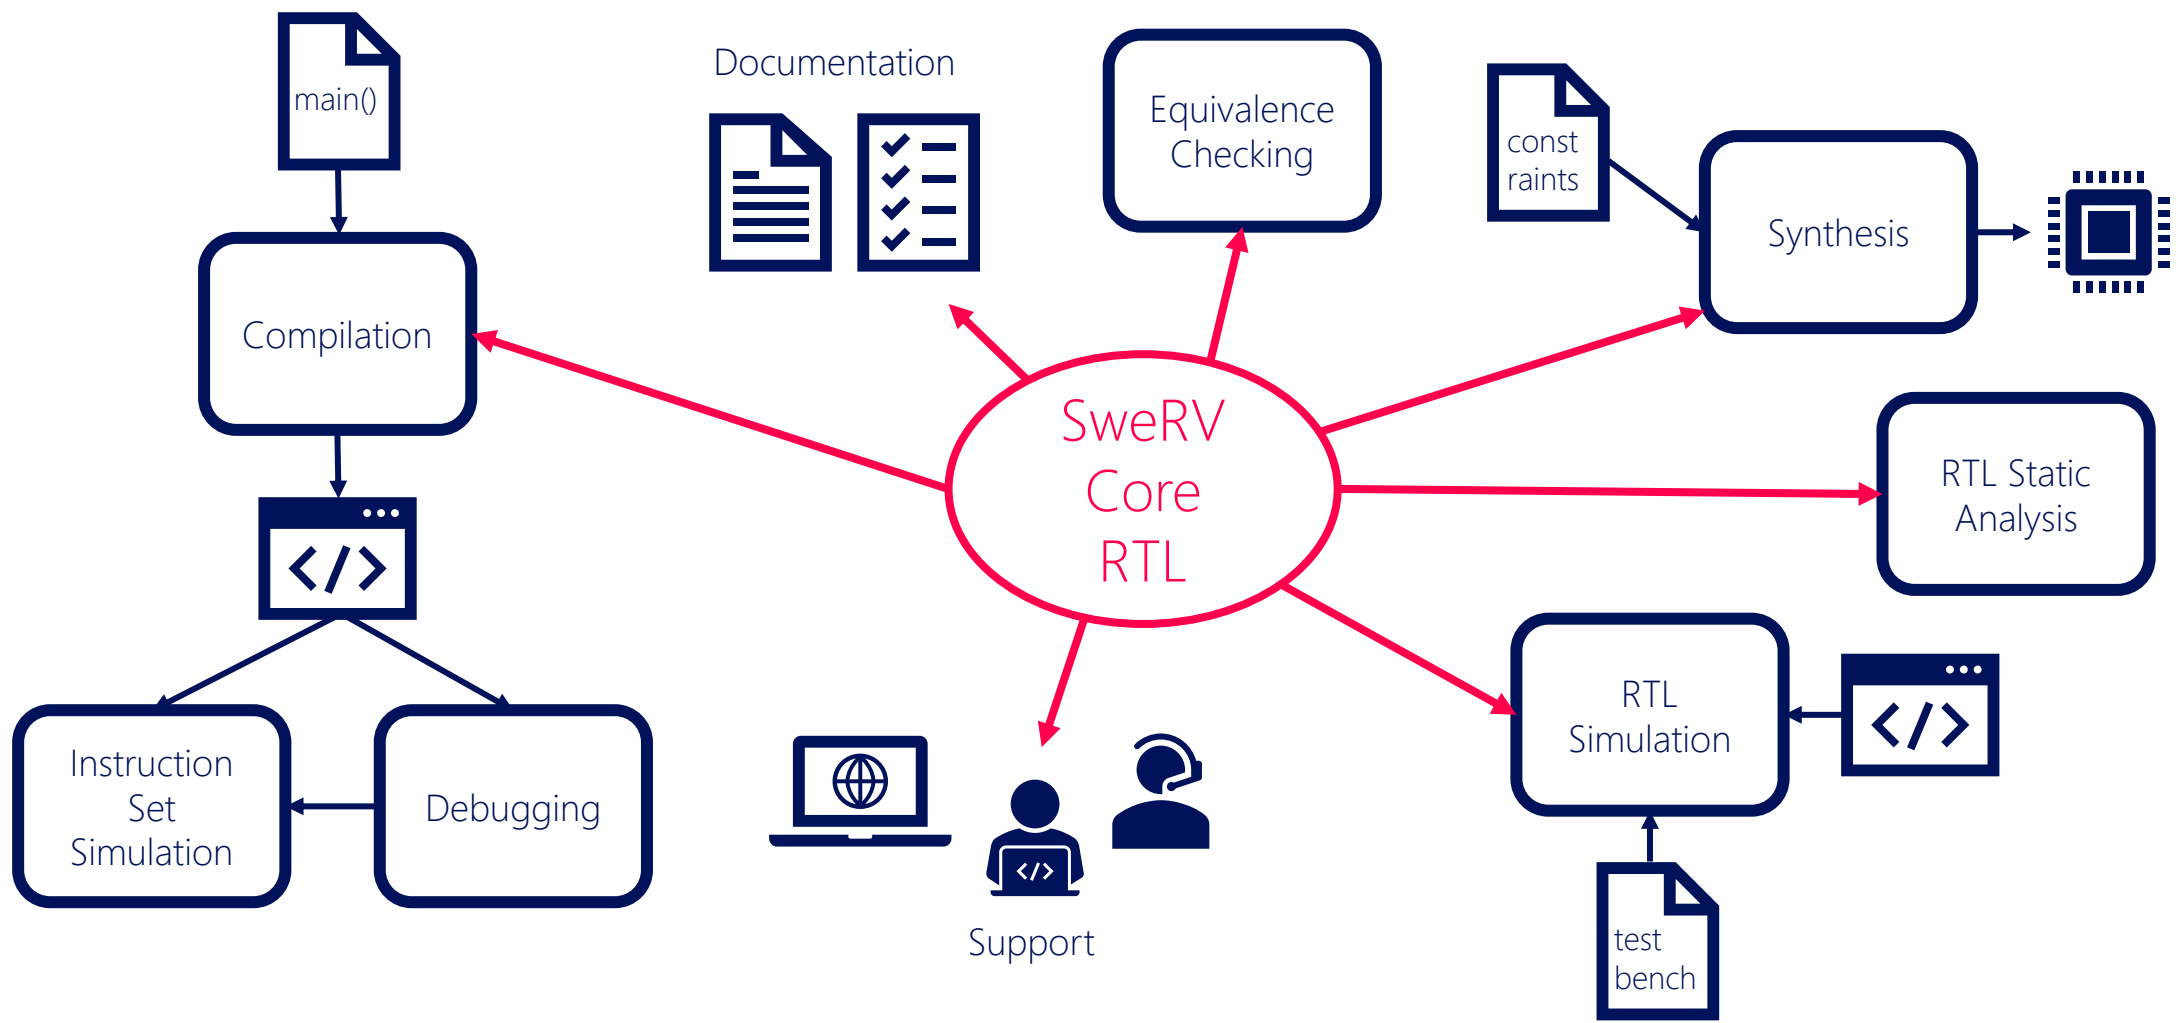 main()
Documentation
Equivalence
Checking
const
raints
Synthesis
Compilation
SweRV
Core
RTL
RTL Static
Analysis
</>
RTL
Simulation
</>
Instruction
Set
Simulation
Debugging
</>
Support
test
bench